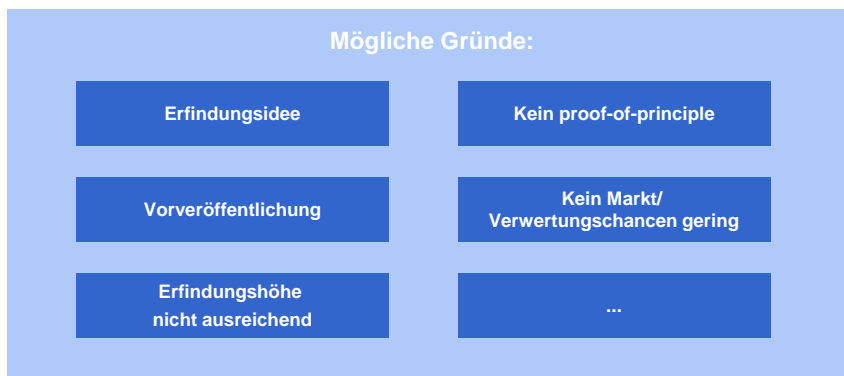 Mögliche Gründe:
Erfindungsidee
Kein proof-of-principle
Vorveröffentlichung
Kein Markt/
Verwertungschancen gering
Erfindungshöhe
nicht ausreichend
...